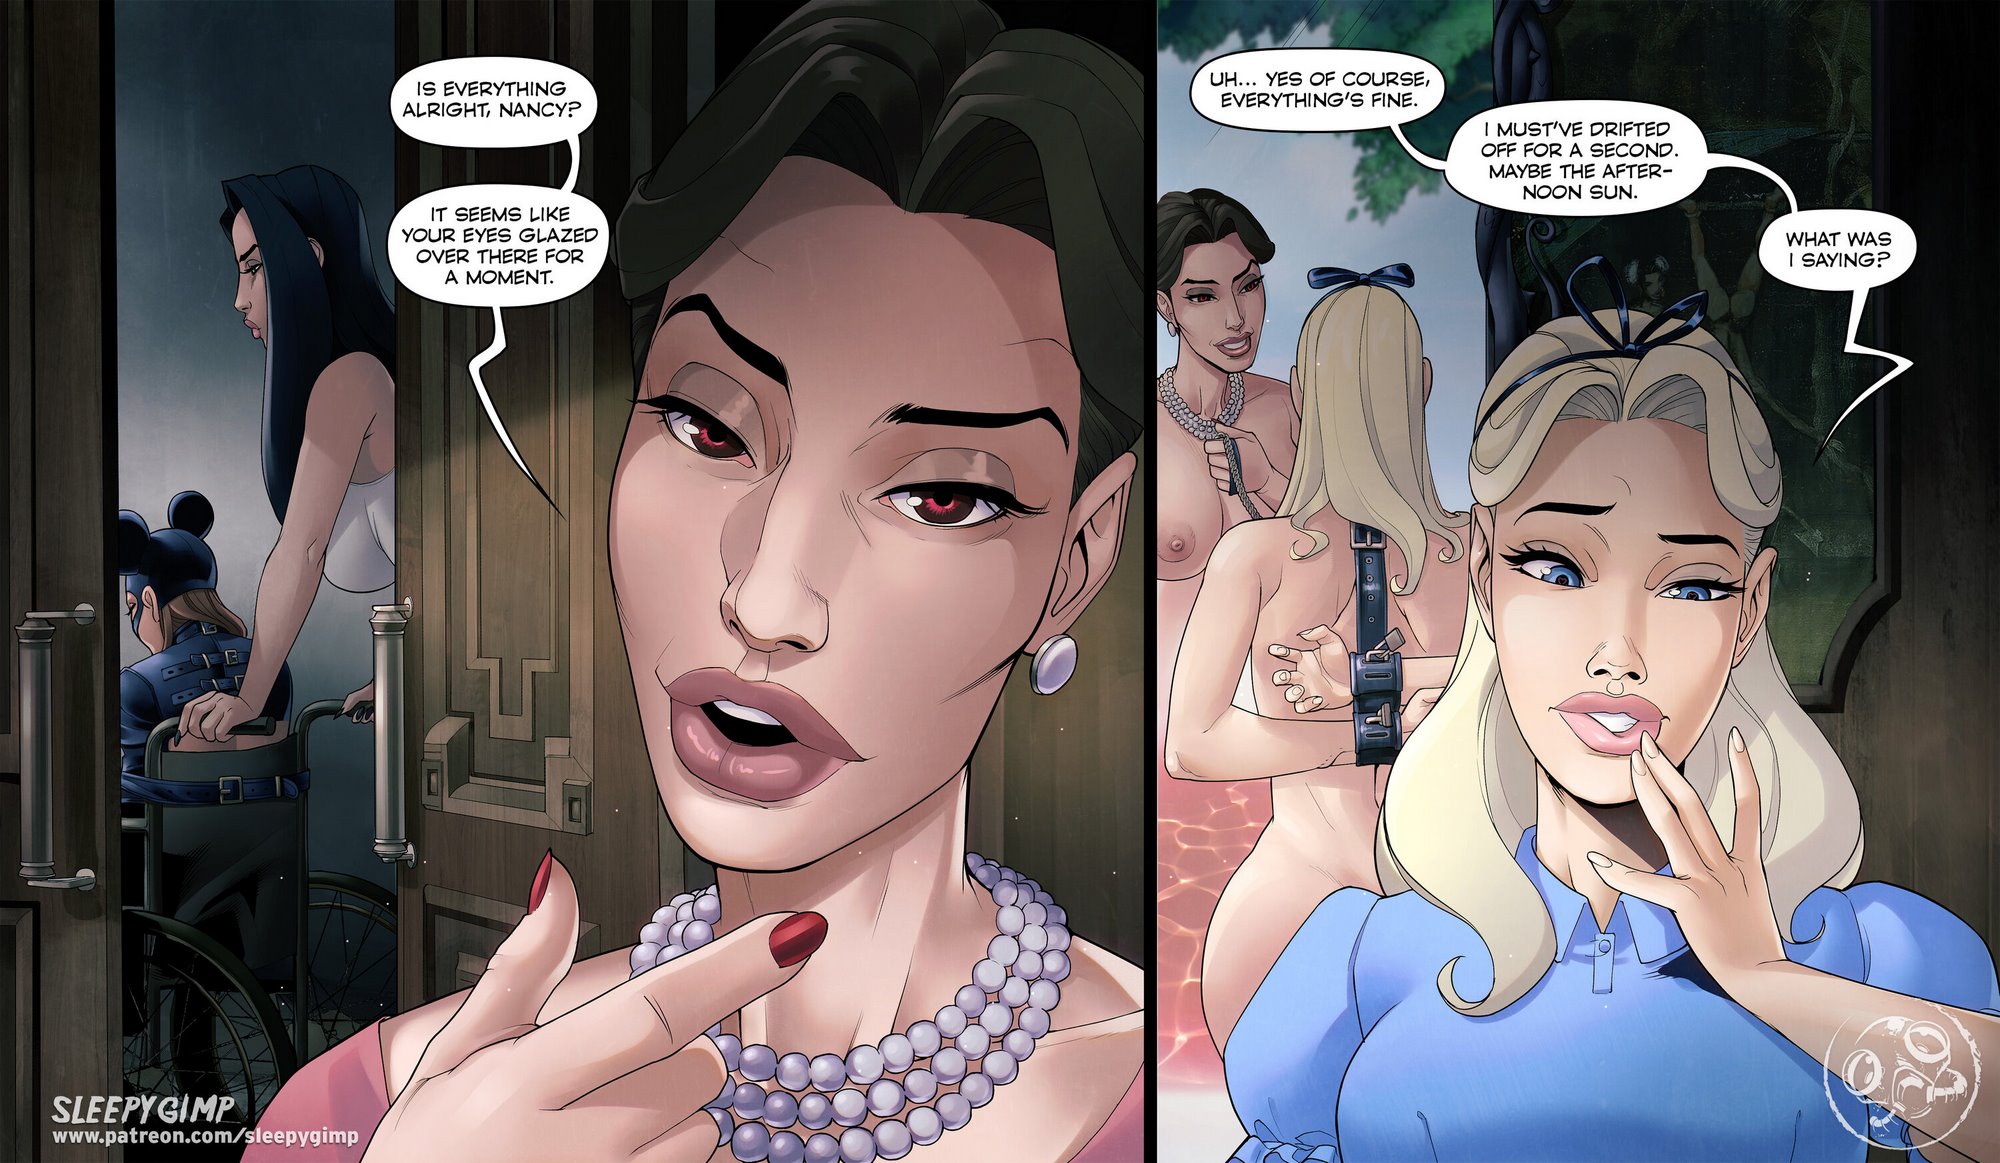 IS EVERYTHING
ALRIGHT, NANCY?
IT SEEMS LIKE
YOUR EYES GLAZED
OVER THERE FOR
A MOMENT.
UH... YES OF COURSE,
EVERYTHING'S FINE.
I MUST'VE DRIFTED
OFF FOR A SECOND.
MAYBE THE AFTER-
NOON SUN.
WHAT WAS
I SAYING?
SLEEPYGIMP
www.patreon.com/sleepygimp